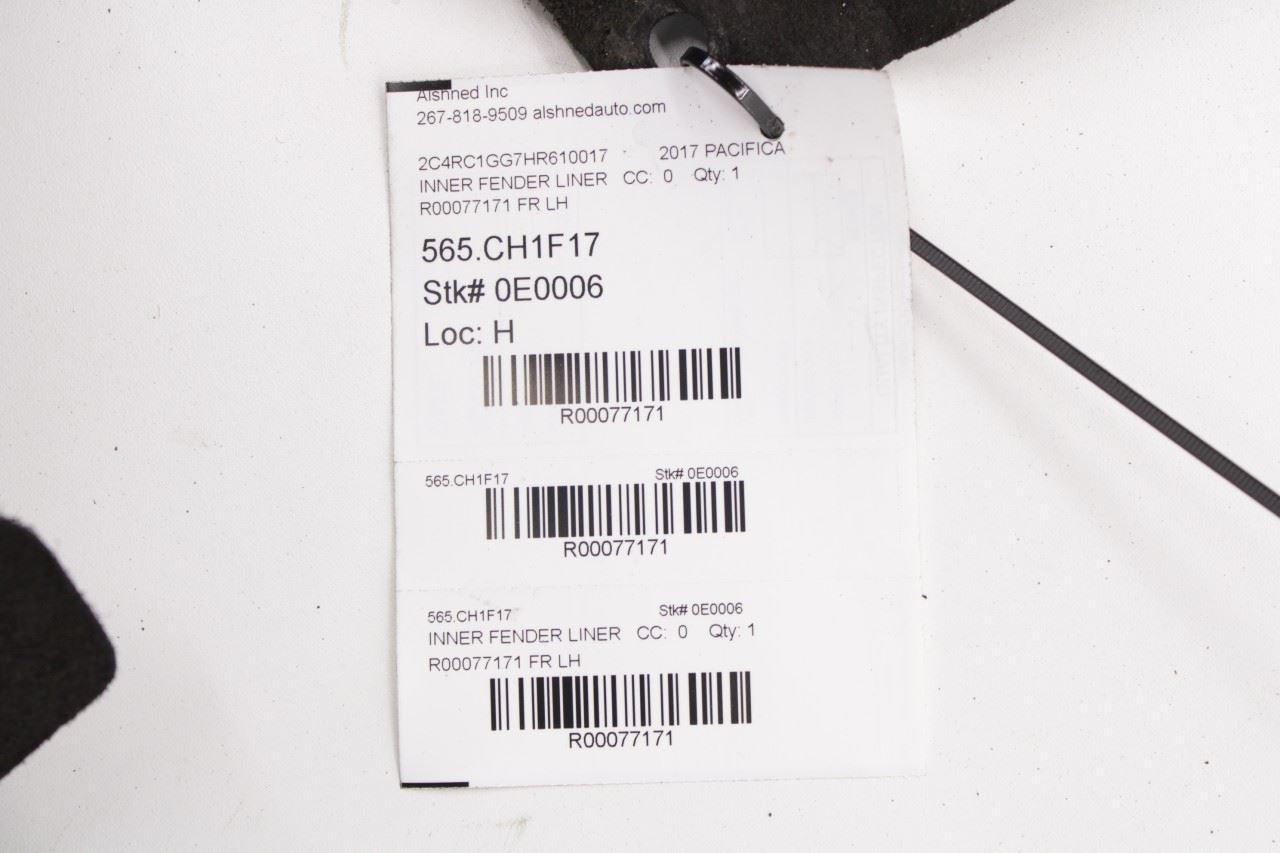 Alshned Inc
267-818-9509 alshnedauto.com
2C4RC1GG7HR610017 2017 PACIFICA
INNER FENDER LINER CC: 0 Qty: 1
R00077171 FR LH
565.CH1F17
Stk# 0E0006
Loc: H
R00077171
565.CH1F17 Stk# 0E0006
R00077171
565.CH1F17 Stk# 0E0006
INNER FENDER LINER CC: 0 Qty: 1
R00077171 FR LH
R00077171